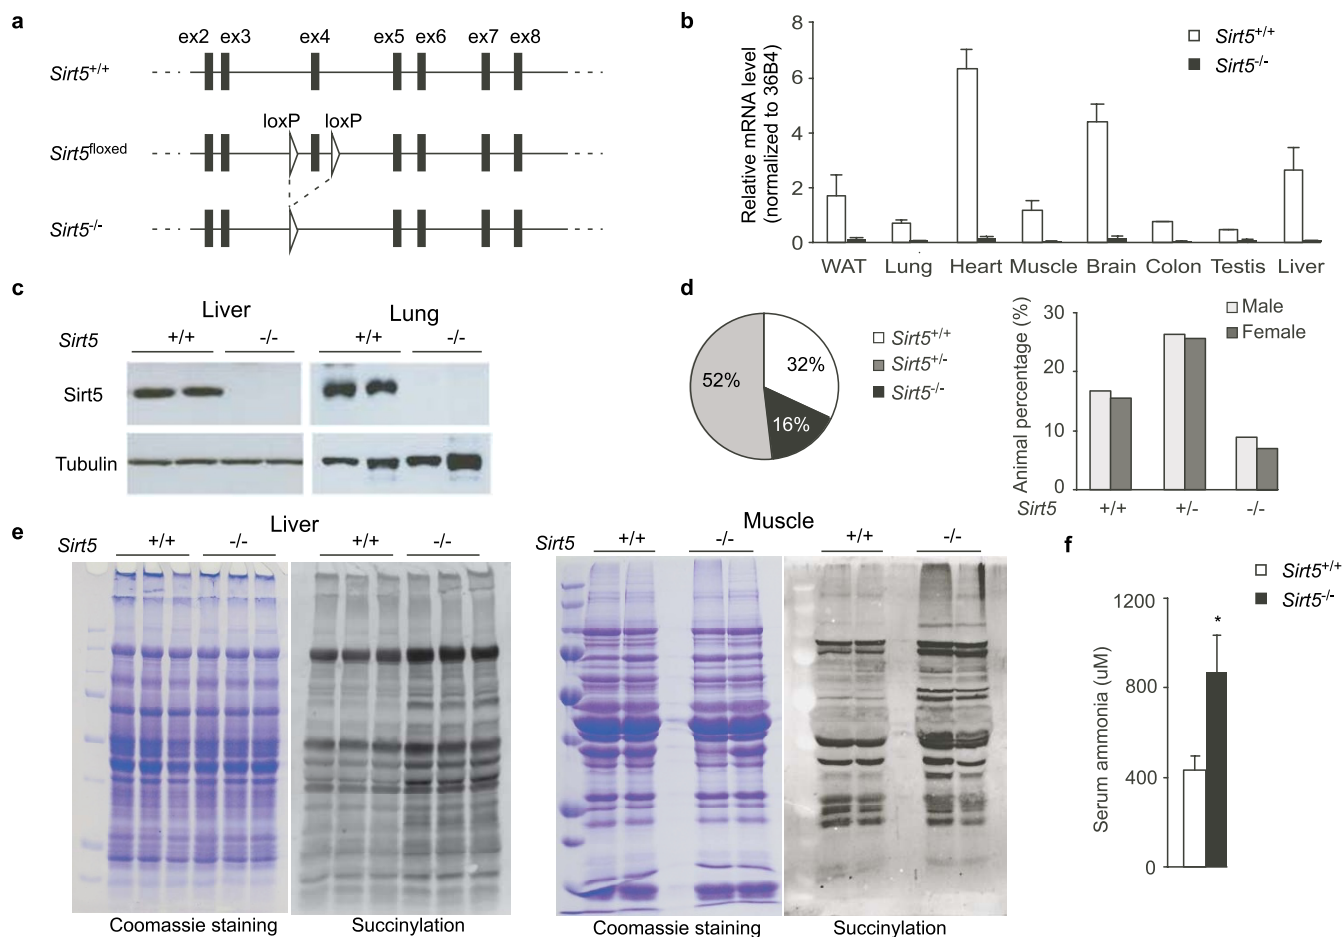 a
ex2 ex3 ex4 ex5 ex6 ex7 ex8
Sirt5+/+
loxP loxP
Sirt5floxed
Sirt5-/-
b
Relative mRNA level
(normalized to 36B4)
8
6
4
2
0
Sirt5+/+
Sirt5-/-
WAT Lung Heart Muscle Brain Colon Testis Liver
c
Liver Lung
Sirt5 +/+ -/- +/+ -/-
Sirt5
Tubulin
d
52% 32%
16%
Sirt5+/+
Sirt5+/-
Sirt5-/-
Animal percentage (%)
30
20
10
0
Male
Female
Sirt5 +/+ +/- -/-
e
Liver
Sirt5 +/+ -/- +/+ -/-
Coomassie staining Succinylation
Muscle
Sirt5 +/+ -/- +/+ -/-
Coomassie staining Succinylation
f
Sirt5+/+
Sirt5-/-
Serum ammonia (uM)
1200
800
400
0
*